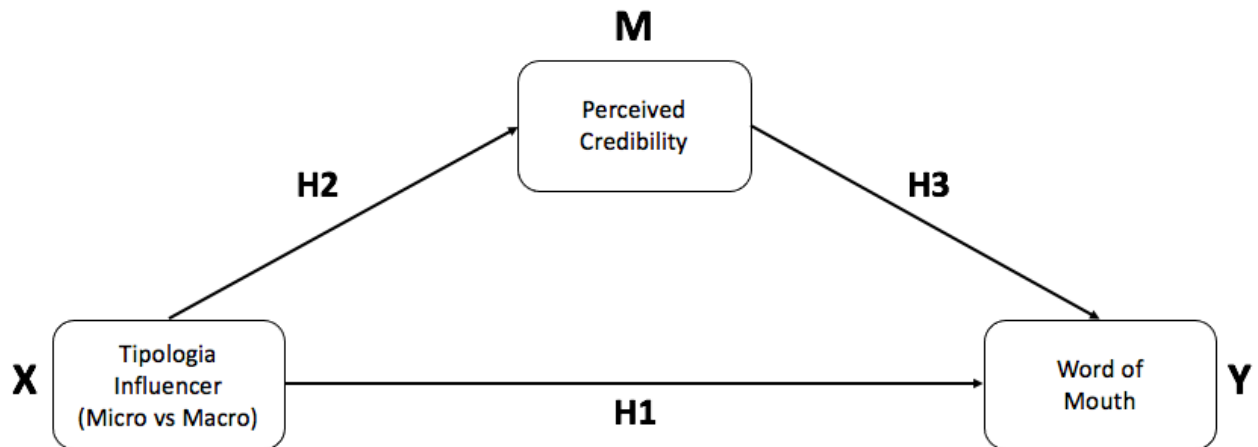 M
Perceived
Credibility
H2
H3
X
Tipologia
Influencer
(Micro vs Macro)
H1
Word of
Mouth
Y